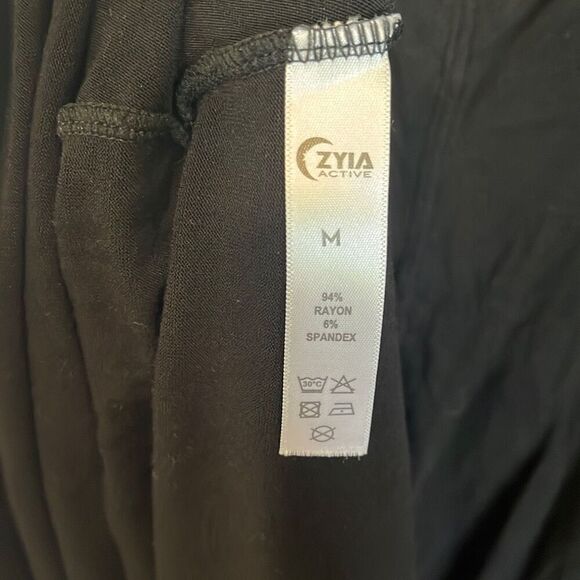 ZYIA
ACTIVE
M
94%
RAYON
6%
SPANDEX
30°C